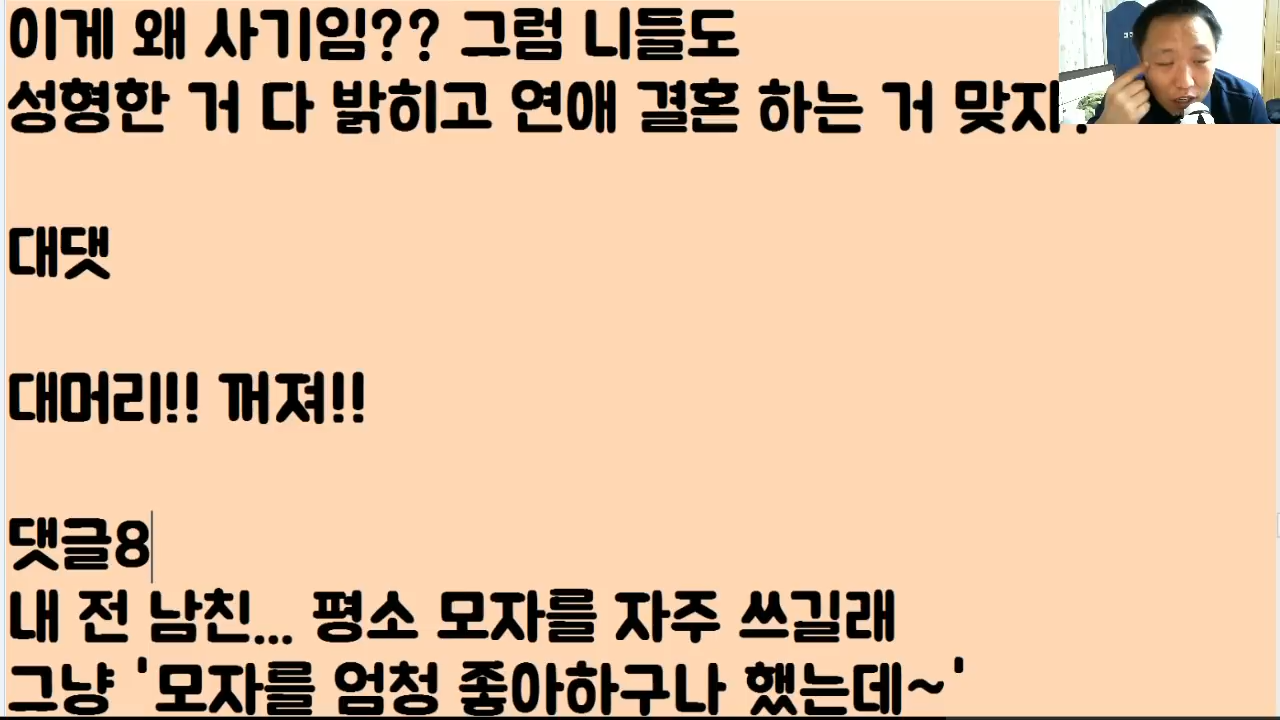 이게 왜 사기임?? 그럼 니들도
성형한 거 다 밝히고 연애 결혼 하는 거 맞지?
대댓
대머리!! 꺼져!!
댓글8
내 전 남친... 평소 모자를 자주 쓰길래
그냥 '모자를 엄청 좋아하구나 했는데~'